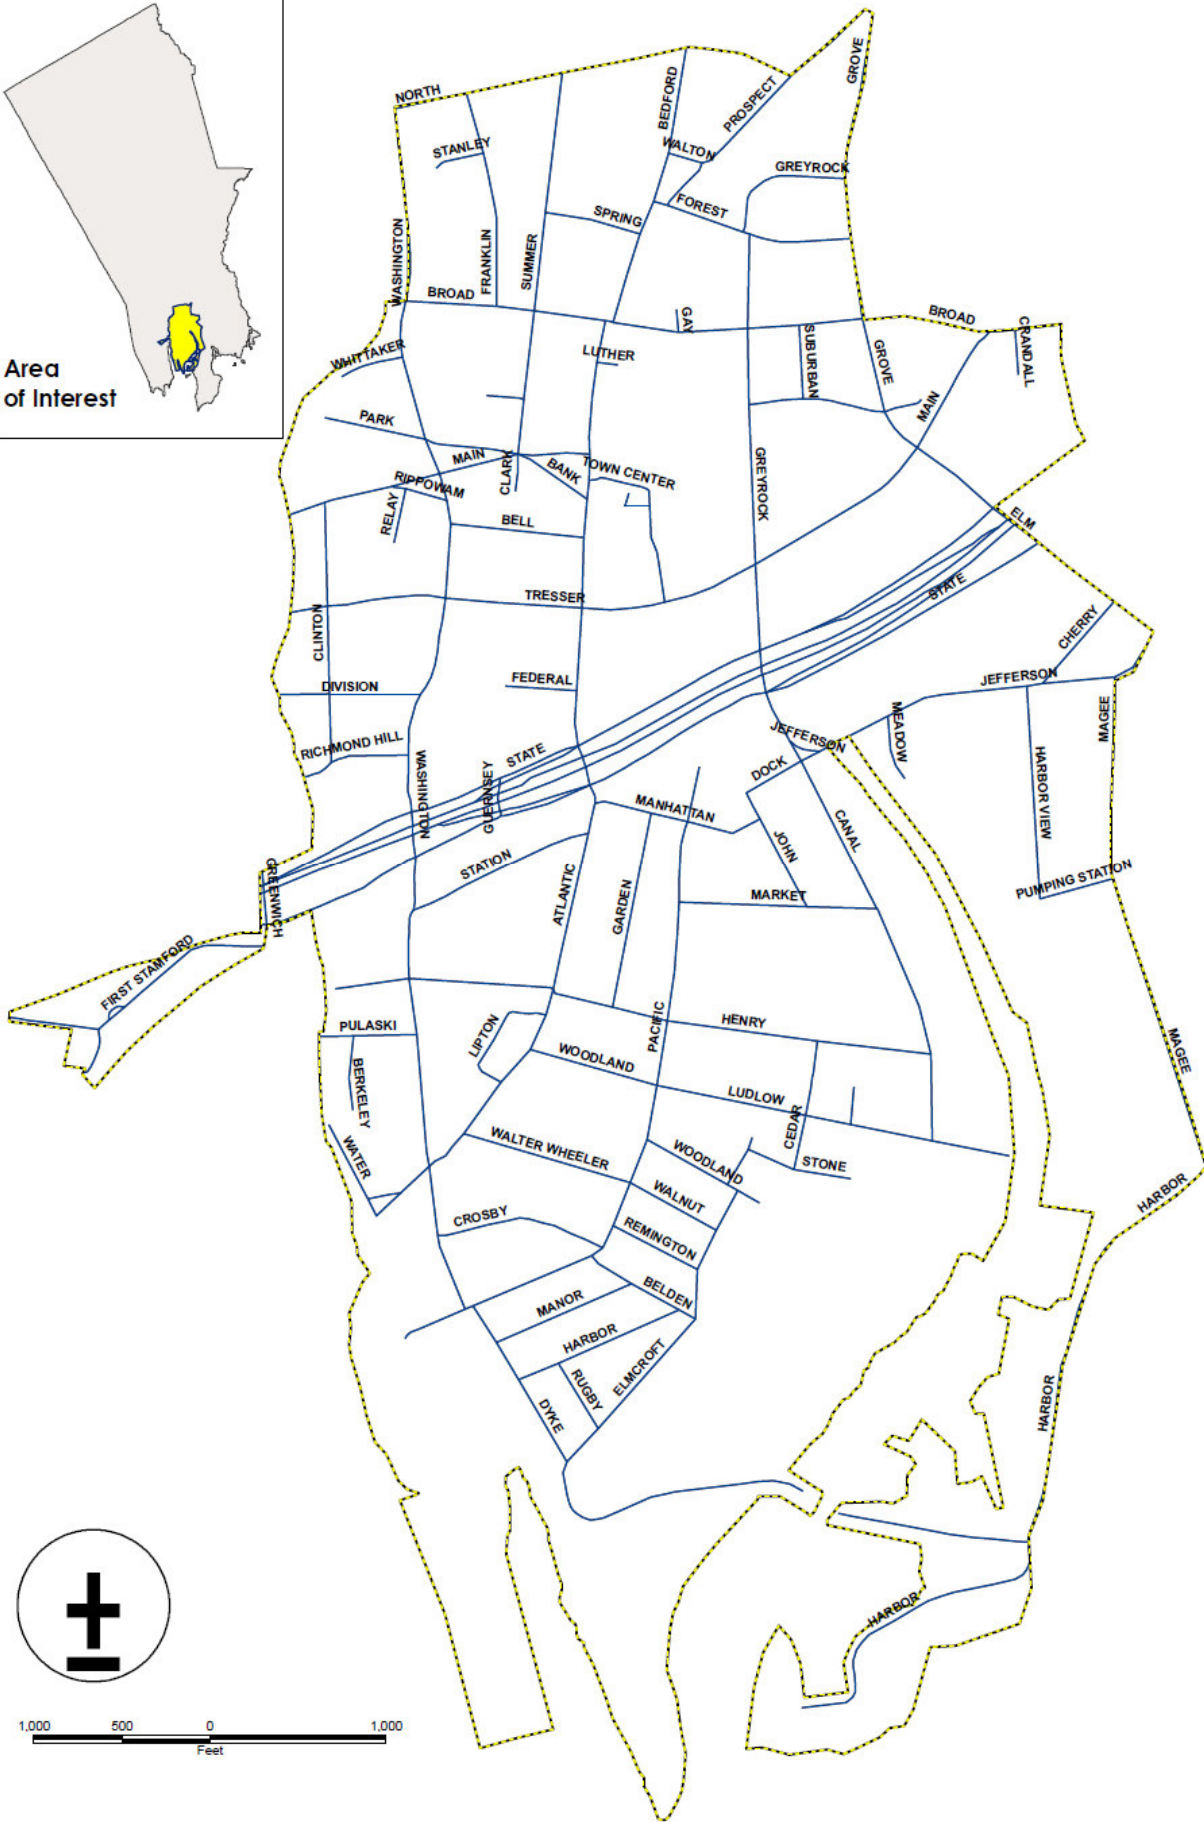 Area
of Interest
NORTH
BEDFORD
PROSPECT
GROVE
STANLEY
WALTON
GREYROCK
WASHINGTON
FRANKLIN
SUMMER
SPRING
FOREST
BROAD
GAY
BROAD
WHITTAKER
LUTHER
SUBURBAN
GROVE
CRANDALL
PARK
MAIN
MAIN
CLARK
BANK
TOWN CENTER
GREYROCK
RIPPOWAM
RELAY
BELL
ELM
TRESSER
STATE
CLINTON
CHERRY
DIVISION
FEDERAL
JEFFERSON
MAGEE
RICHMOND HILL
WASHINGTON
STATE
JEFFERSON
MEADOW
GUERNSEY
DOCK
HARBOR VIEW
MANHATTAN
JOHN
CANAL
GREENWICH
STATION
ATLANTIC
GARDEN
MARKET
PUMPING STATION
FIRST STAMFORD
PULASKI
LIPTON
PACIFIC
HENRY
MAGEE
BERKELEY
WOODLAND
LUDLOW
CEDAR
WATER
WALTER WHEELER
WOODLAND
STONE
WALNUT
HARBOR
CROSBY
REMINGTON
MANOR
BELDEN
HARBOR
ELMCROFT
RUGBY
DYKE
HARBOR
HARBOR
1,000
500
0
1,000
Feet